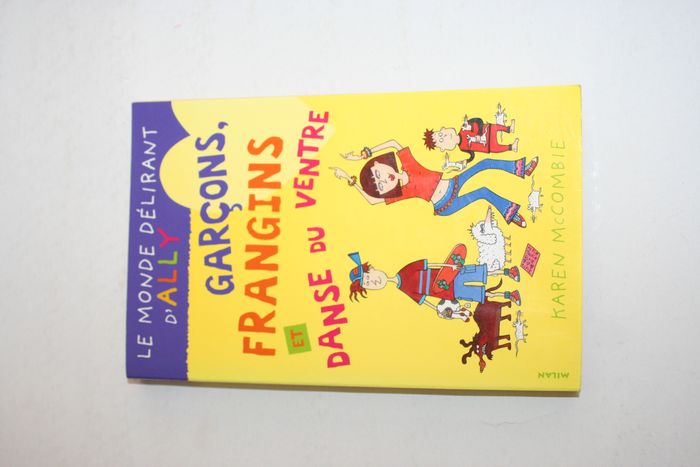 LE MONDE DÉLIRANT
D'ALLY
GARÇONS,
FRANGINS
ET
DANSE DU VENTRE
KAREN McCOMBIE
MILAN